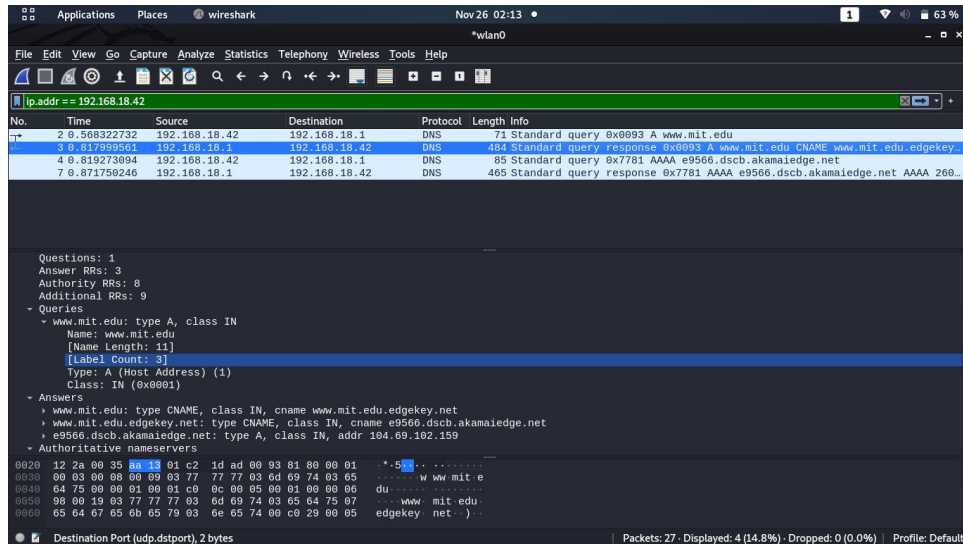 Applications Places wireshark Nov 26 02:13 1 63 %
*wlan0
File Edit View Go Capture Analyze Statistics Telephony Wireless Tools Help
ip.addr == 192.168.18.42
No. Time Source Destination Protocol Length Info
2 0.568322732 192.168.18.42 192.168.18.1 DNS 71 Standard query 0x0093 A www.mit.edu
3 0.817999561 192.168.18.1 192.168.18.42 DNS 484 Standard query response 0x0093 A www.mit.edu CNAME www.mit.edu.edgekey…
4 0.819273094 192.168.18.42 192.168.18.1 DNS 85 Standard query 0x7781 AAAA e9566.dscb.akamaiedge.net
7 0.871750246 192.168.18.1 192.168.18.42 DNS 465 Standard query response 0x7781 AAAA e9566.dscb.akamaiedge.net AAAA 260…
Questions: 1
Answer RRs: 3
Authority RRs: 8
Additional RRs: 9
Queries
www.mit.edu: type A, class IN
Name: www.mit.edu
[Name Length: 11]
[Label Count: 3]
Type: A (Host Address) (1)
Class: IN (0x0001)
Answers
www.mit.edu: type CNAME, class IN, cname www.mit.edu.edgekey.net
www.mit.edu.edgekey.net: type CNAME, class IN, cname e9566.dscb.akamaiedge.net
e9566.dscb.akamaiedge.net: type A, class IN, addr 104.69.102.159
Authoritative nameservers
0020 12 2a 00 35 aa 13 01 c2 1d ad 00 93 81 80 00 01 ·*·5···· ········
0030 00 03 00 08 00 09 03 77 77 77 03 6d 69 74 03 65 ·······w ww·mit·e
0040 64 75 00 00 01 00 01 c0 0c 00 05 00 01 00 00 06 du······ ········
0050 98 00 19 03 77 77 77 03 6d 69 74 03 65 64 75 07 ····www· mit·edu·
0060 65 64 67 65 6b 65 79 03 6e 65 74 00 c0 29 00 05 edgekey· net··)··
Destination Port (udp.dstport), 2 bytes Packets: 27 · Displayed: 4 (14.8%) · Dropped: 0 (0.0%) Profile: Default